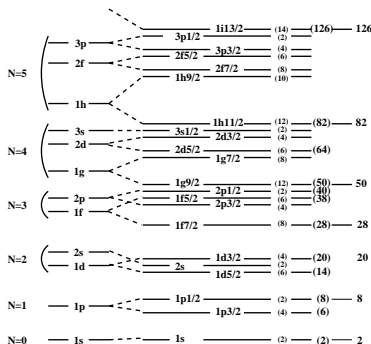 1i13/2 (14) (126) 126
3p1/2 (2)
3p
3p3/2 (4)
2f5/2 (6)
2f
2f7/2 (8)
N=5
1h9/2 (10)
1h
1h11/2 (12) (82) 82
3s 3s1/2 (2)
2d3/2 (4)
2d
2d5/2 (6) (64)
N=4
1g7/2 (8)
1g
1g9/2 (12) (50) 50
2p1/2 (2) (40)
2p 1f5/2 (6) (38)
N=3 2p3/2 (4)
1f
1f7/2 (8) (28) 28
2s
N=2 1d3/2 (4) (20) 20
1d 2s (2)
1d5/2 (6) (14)
1p1/2 (2) (8) 8
N=1 1p
1p3/2 (4) (6)
N=0 1s 1s (2) (2) 2